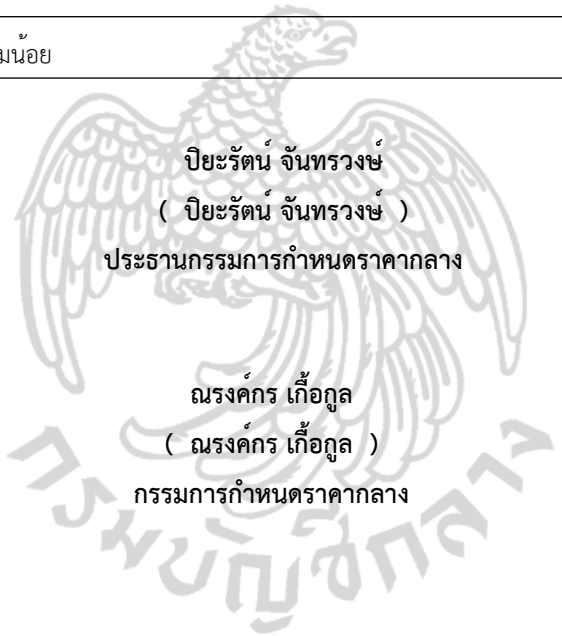 มน้อย
ปิยะรัตน์ จันทรวงษ์
( ปิยะรัตน์ จันทรวงษ์ )
ประธานกรรมการกำหนดราคากลาง
ณรงค์กร เกื้อกูล
( ณรงค์กร เกื้อกูล )
กรรมการกำหนดราคากลาง
กรมบัญชีกลาง